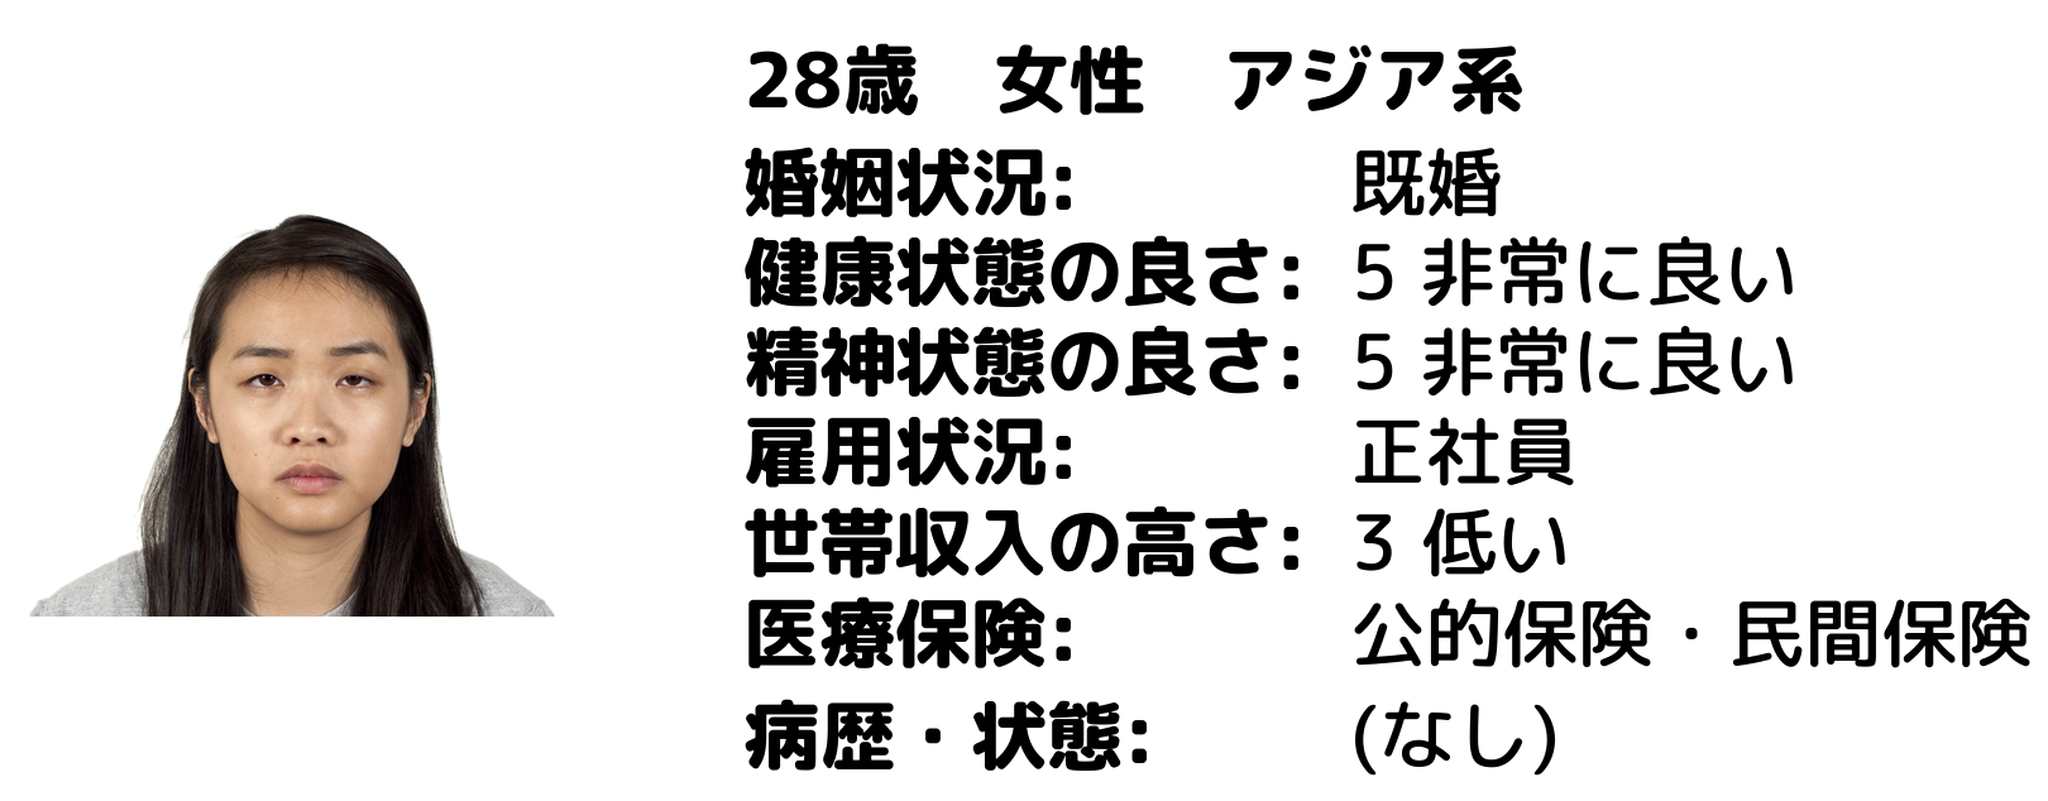 28歳　女性　アジア系
婚姻状況: 既婚
健康状態の良さ: 5 非常に良い
精神状態の良さ: 5 非常に良い
雇用状況: 正社員
世帯収入の高さ: 3 低い
医療保険: 公的保険・民間保険
病歴・状態: (なし)